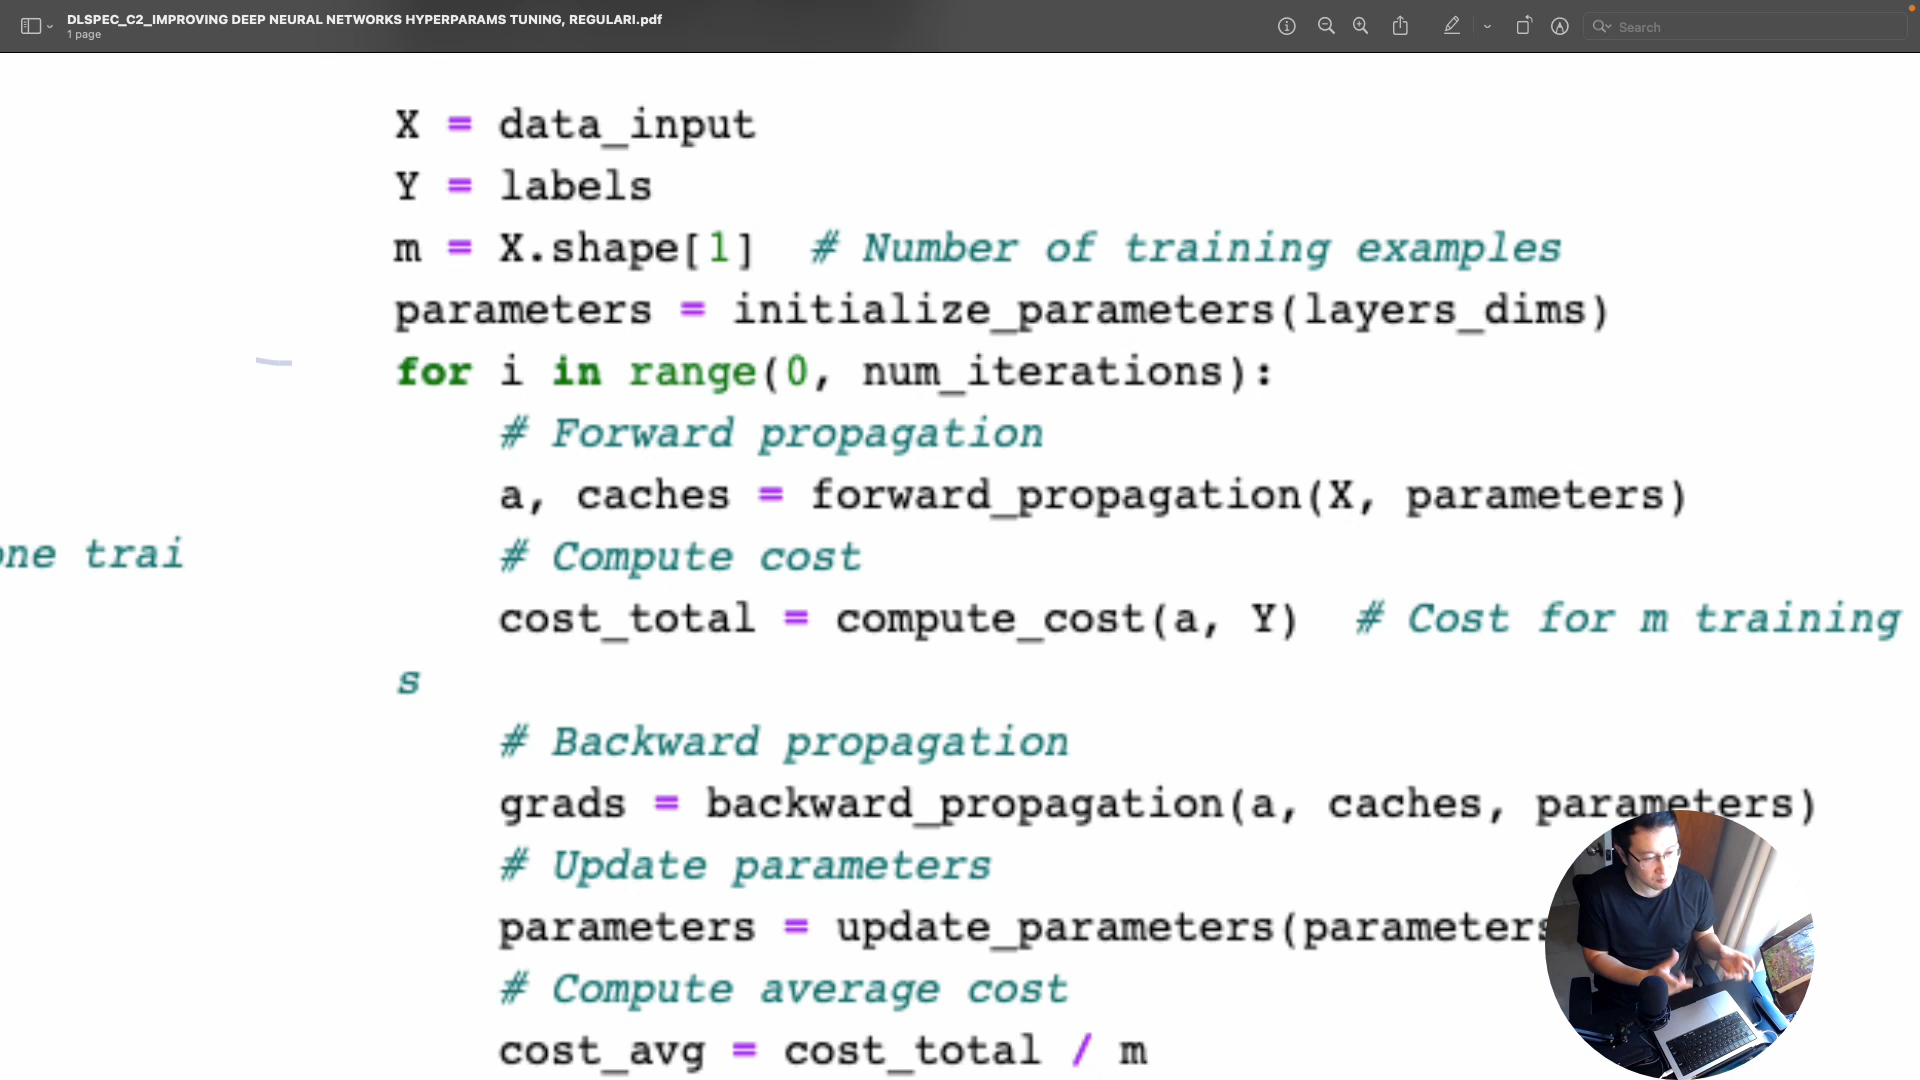 DLSPEC_C2_IMPROVING DEEP NEURAL NETWORKS HYPERPARAMS TUNING, REGULARI.pdf
1 page
Search
X = data_input
Y = labels
m = X.shape[1]  # Number of training examples
parameters = initialize_parameters(layers_dims)
for i in range(0, num_iterations):
    # Forward propagation
    a, caches = forward_propagation(X, parameters)
one trai
    # Compute cost
    cost_total = compute_cost(a, Y)  # Cost for m training
s
    # Backward propagation
    grads = backward_propagation(a, caches, parameters)
    # Update parameters
    parameters = update_parameters(parameters
    # Compute average cost
    cost_avg = cost_total / m